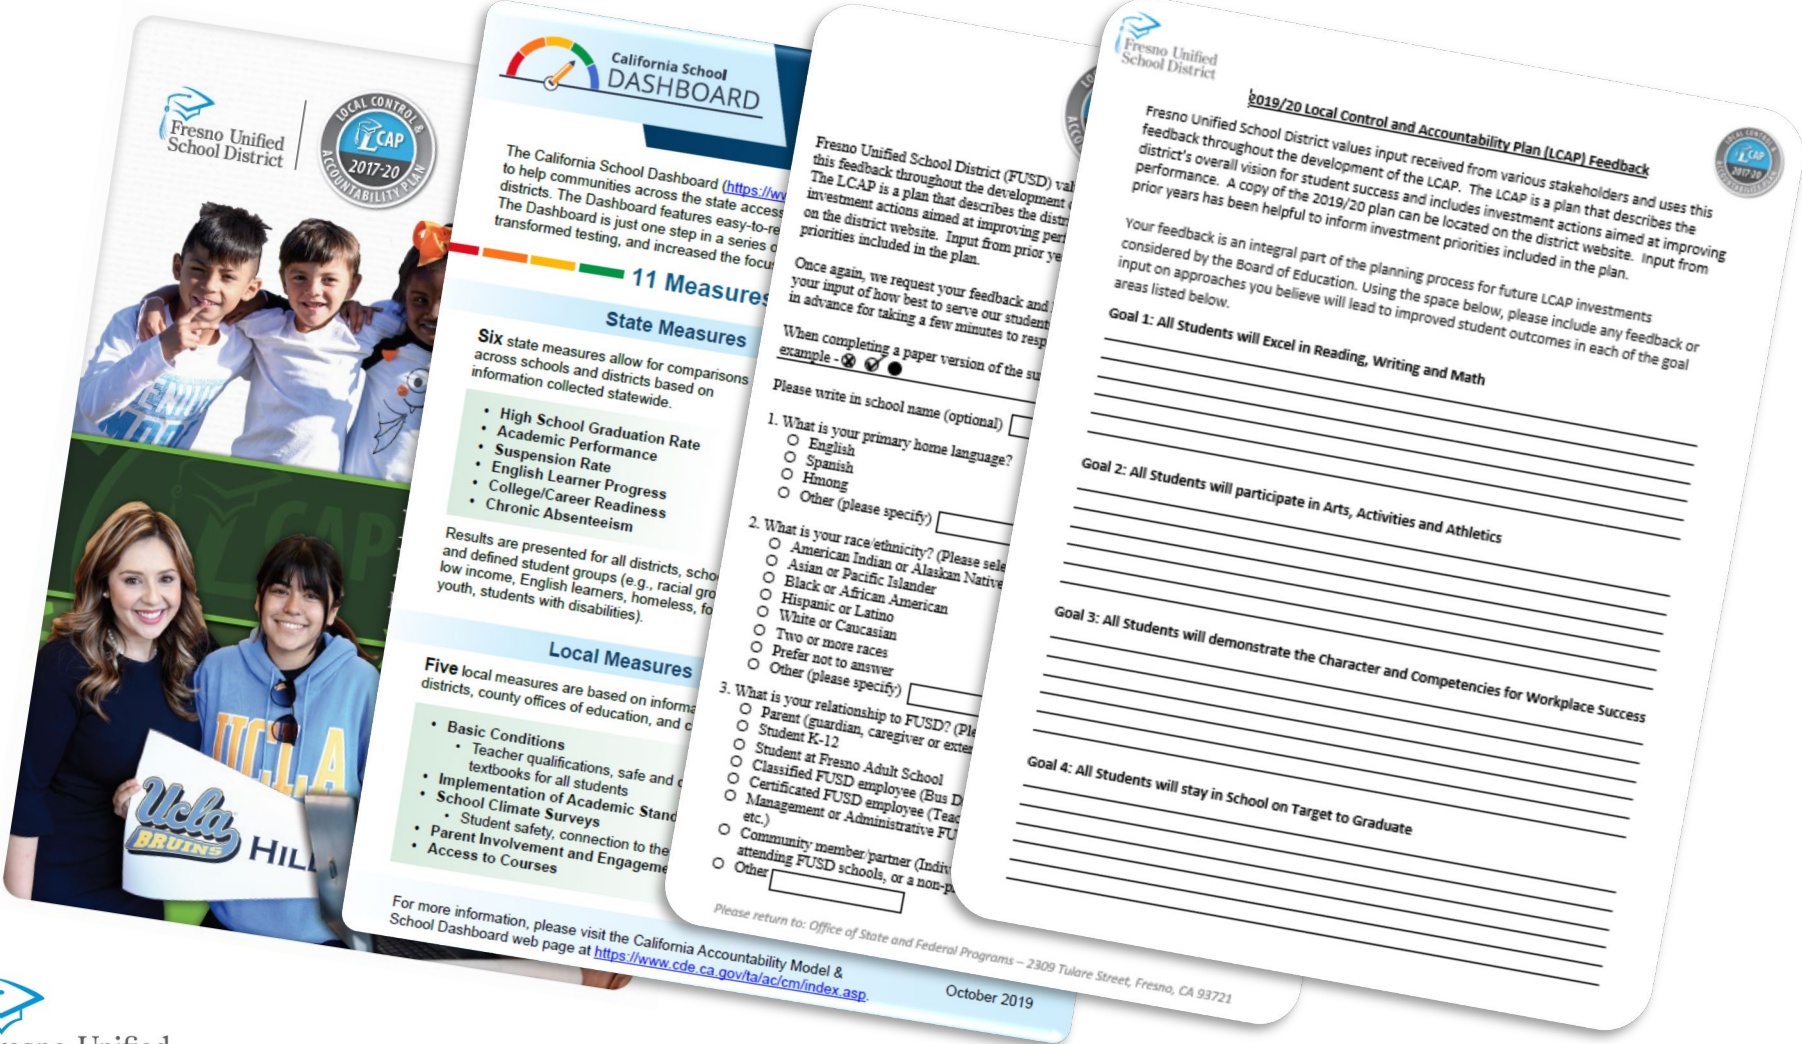 Fresno Unified
School District
LOCAL CONTROL &
LCAP
2017-20
ACCOUNTABILITY PLAN
LCAP
UCLA
Ucla
BRUINS
California School
DASHBOARD
The California School Dashboard (https://ww
to help communities across the state access
districts. The Dashboard features easy-to-re
The Dashboard is just one step in a series o
transformed testing, and increased the focu
11 Measures
State Measures
Six state measures allow for comparisons
across schools and districts based on
information collected statewide.
• High School Graduation Rate
• Academic Performance
• Suspension Rate
• English Learner Progress
• College/Career Readiness
• Chronic Absenteeism
Results are presented for all districts, scho
and defined student groups (e.g., racial gro
low income, English learners, homeless, fo
youth, students with disabilities).
Local Measures
Five local measures are based on informa
districts, county offices of education, and c
• Basic Conditions
• Teacher qualifications, safe and c
textbooks for all students
• Implementation of Academic Stand
• School Climate Surveys
• Student safety, connection to the
• Parent Involvement and Engageme
• Access to Courses
For more information, please visit the California Accountability Model &
School Dashboard web page at https://www.cde.ca.gov/ta/ac/cm/index.asp.
October 2019
Fresno Unified School District (FUSD) val
this feedback throughout the development
The LCAP is a plan that describes the distr
investment actions aimed at improving per
on the district website. Input from prior ye
priorities included in the plan.
Once again, we request your feedback and
your input of how best to serve our student
in advance for taking a few minutes to resp
When completing a paper version of the su
example -
Please write in school name (optional)
1. What is your primary home language?
English
Spanish
Hmong
Other (please specify)
2. What is your race/ethnicity? (Please sele
American Indian or Alaskan Native
Asian or Pacific Islander
Black or African American
Hispanic or Latino
White or Caucasian
Two or more races
Prefer not to answer
Other (please specify)
3. What is your relationship to FUSD? (Ple
Parent (guardian, caregiver or exter
Student K-12
Student at Fresno Adult School
Classified FUSD employee (Bus D
Certificated FUSD employee (Teac
Management or Administrative FU
etc.)
Community member/partner (Indiv
attending FUSD schools, or a non-p
Other
Please return to: Office of State and Federal Programs – 2309 Tulare Street, Fresno, CA 93721
Fresno Unified
School District
2019/20 Local Control and Accountability Plan (LCAP) Feedback
LCAP
2017-20
Fresno Unified School District values input received from various stakeholders and uses this
feedback throughout the development of the LCAP. The LCAP is a plan that describes the
district's overall vision for student success and includes investment actions aimed at improving
performance. A copy of the 2019/20 plan can be located on the district website. Input from
prior years has been helpful to inform investment priorities included in the plan.
Your feedback is an integral part of the planning process for future LCAP investments
considered by the Board of Education. Using the space below, please include any feedback or
input on approaches you believe will lead to improved student outcomes in each of the goal
areas listed below.
Goal 1: All Students will Excel in Reading, Writing and Math
Goal 2: All Students will participate in Arts, Activities and Athletics
Goal 3: All Students will demonstrate the Character and Competencies for Workplace Success
Goal 4: All Students will stay in School on Target to Graduate